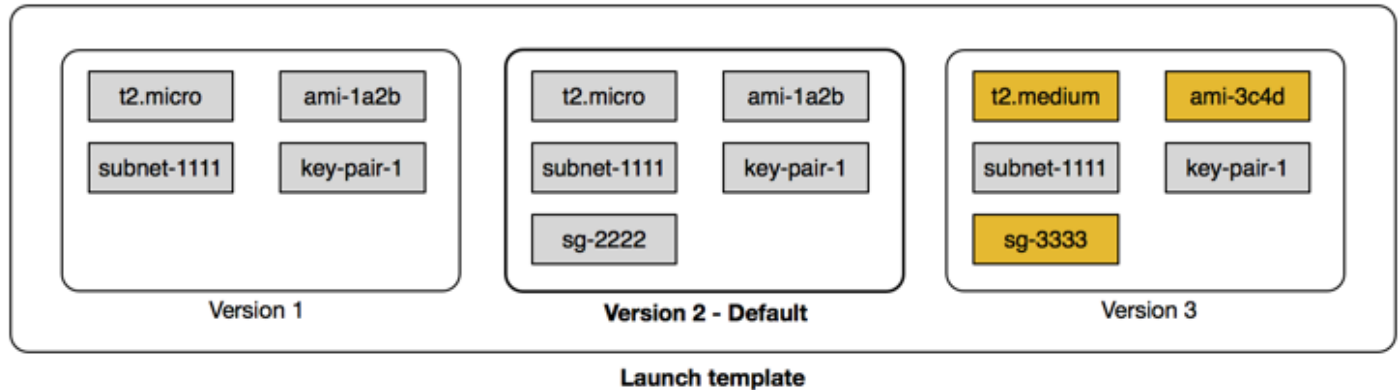 t2.micro ami-1a2b
subnet-1111 key-pair-1
Version 1
t2.micro ami-1a2b
subnet-1111 key-pair-1
sg-2222
Version 2 - Default
t2.medium ami-3c4d
subnet-1111 key-pair-1
sg-3333
Version 3
Launch template